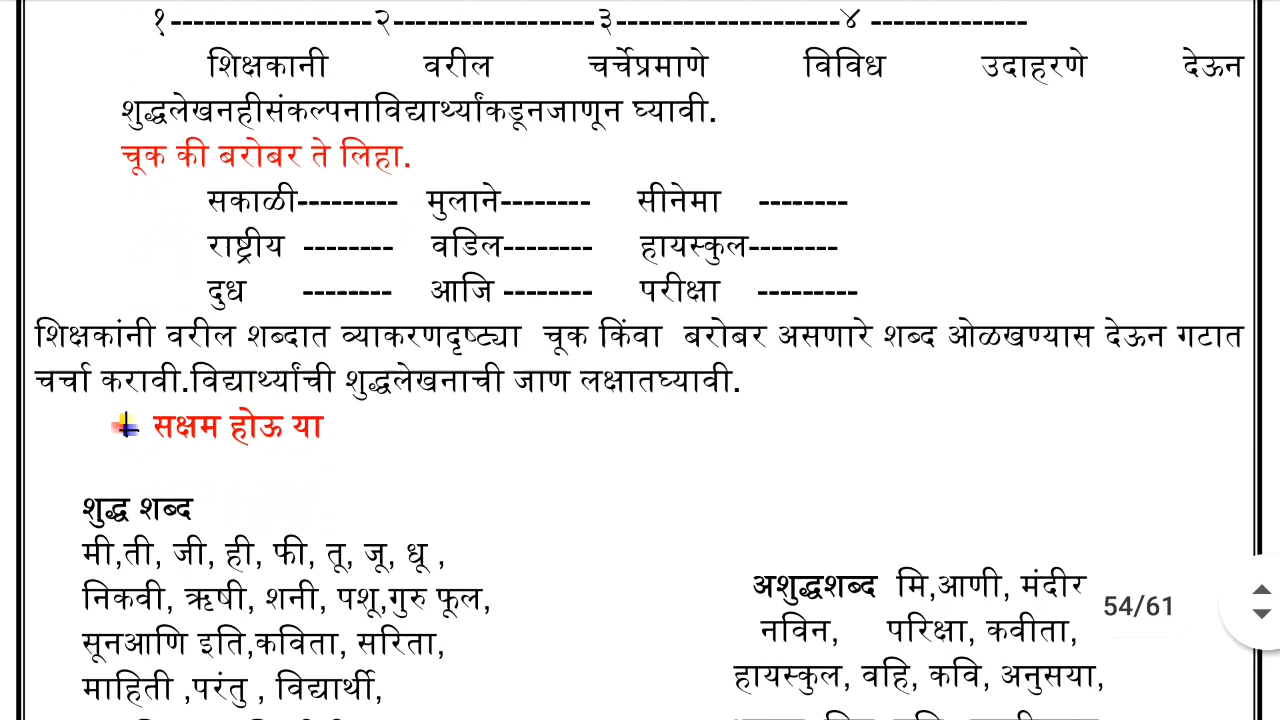 १------------------२------------------३--------------------४ --------------
शिक्षकानी वरील चर्चेप्रमाणे विविध उदाहरणे देऊन
शुद्धलेखनहीसंकल्पनाविद्यार्थ्यांकडूनजाणून घ्यावी.
चूक की बरोबर ते लिहा.
सकाळी--------- मुलाने-------- सीनेमा --------
राष्ट्रीय -------- वडिल-------- हायस्कुल--------
दुध -------- आजि -------- परीक्षा ---------
शिक्षकांनी वरील शब्दात व्याकरणदृष्ट्या चूक किंवा बरोबर असणारे शब्द ओळखण्यास देऊन गटात
चर्चा करावी.विद्यार्थ्यांची शुद्धलेखनाची जाण लक्षातघ्यावी.
सक्षम होऊ या
शुद्ध शब्द
मी,ती, जी, ही, फी, तू, जू, धू ,
निकवी, ऋषी, शनी, पशू,गुरु फूल,
सूनआणि इति,कविता, सरिता,
माहिती ,परंतु , विद्यार्थी,
अशुद्धशब्द मि,आणी, मंदीर
नविन, परिक्षा, कवीता,
हायस्कुल, वहि, कवि, अनुसया,
54/61